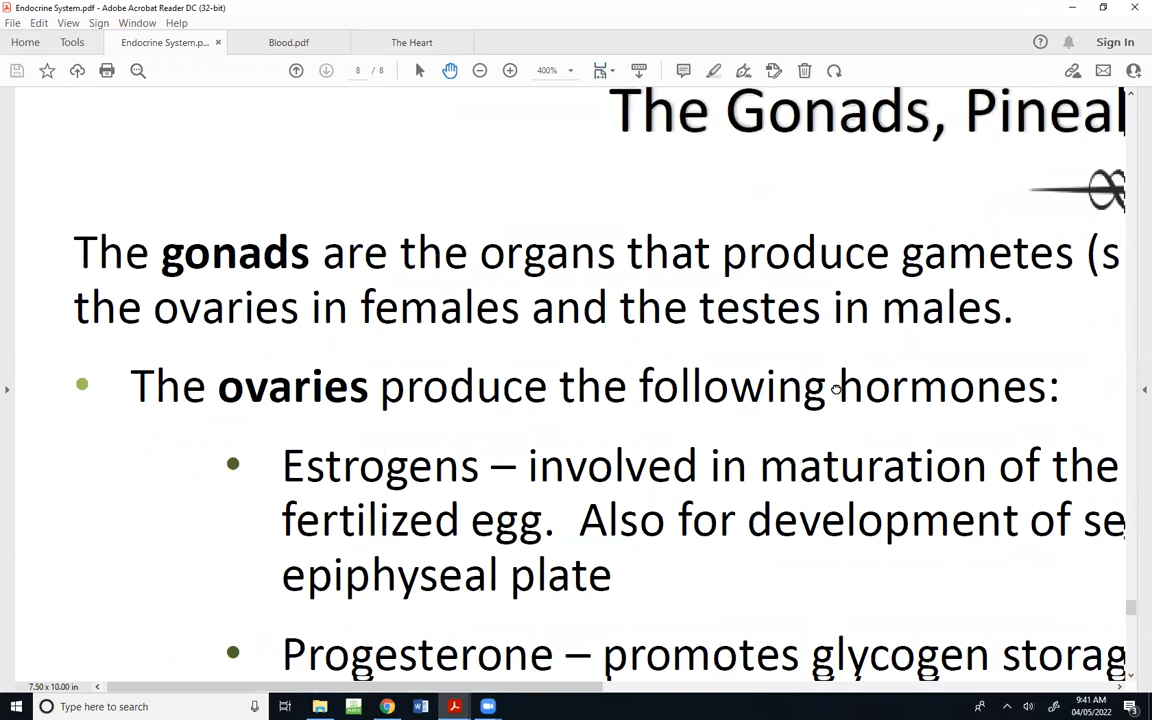 Endocrine System.pdf - Adobe Acrobat Reader DC (32-bit)
File Edit View Sign Window Help
Home Tools Endocrine System.p... × Blood.pdf The Heart Sign In
8 / 8 400%
The Gonads, Pineal
The gonads are the organs that produce gametes (s
the ovaries in females and the testes in males.
• The ovaries produce the following hormones:
• Estrogens – involved in maturation of the
fertilized egg. Also for development of se
epiphyseal plate
• Progesterone – promotes glycogen storag
7.50 x 10.00 in
Type here to search
9:41 AM
04/05/2022
3